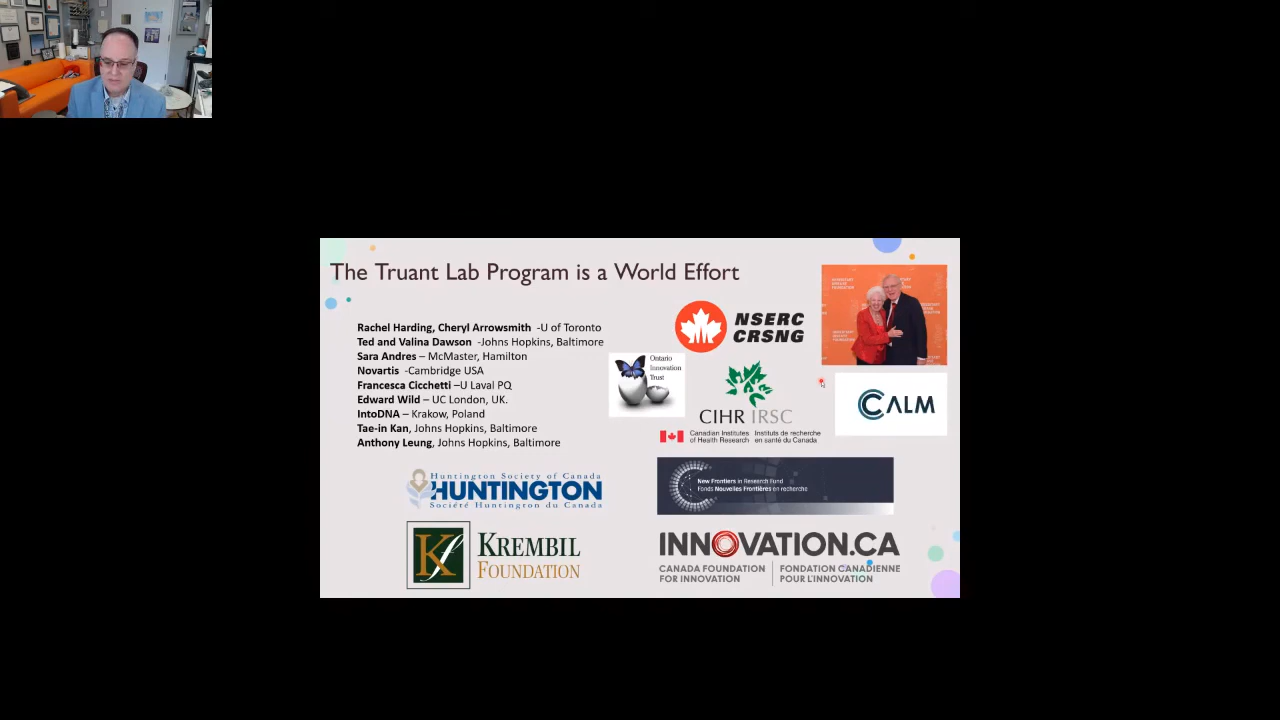 The Truant Lab Program is a World Effort
Rachel Harding, Cheryl Arrowsmith -U of Toronto
Ted and Valina Dawson -Johns Hopkins, Baltimore
Sara Andres – McMaster, Hamilton
Novartis -Cambridge USA
Francesca Cicchetti –U Laval PQ
Edward Wild – UC London, UK.
IntoDNA – Krakow, Poland
Tae-in Kan, Johns Hopkins, Baltimore
Anthony Leung, Johns Hopkins, Baltimore
NSERC
CRSNG
Ontario
Innovation
Trust
CIHR IRSC
Canadian Institutes
of Health Research
Instituts de recherche
en santé du Canada
CALM
Huntington Society of Canada
HUNTINGTON
Société Huntington du Canada
New Frontiers in Research Fund
Fonds Nouvelles Frontières en recherche
Kf
KREMBIL
FOUNDATION
INNOVATION.CA
CANADA FOUNDATION
FOR INNOVATION
FONDATION CANADIENNE
POUR L'INNOVATION